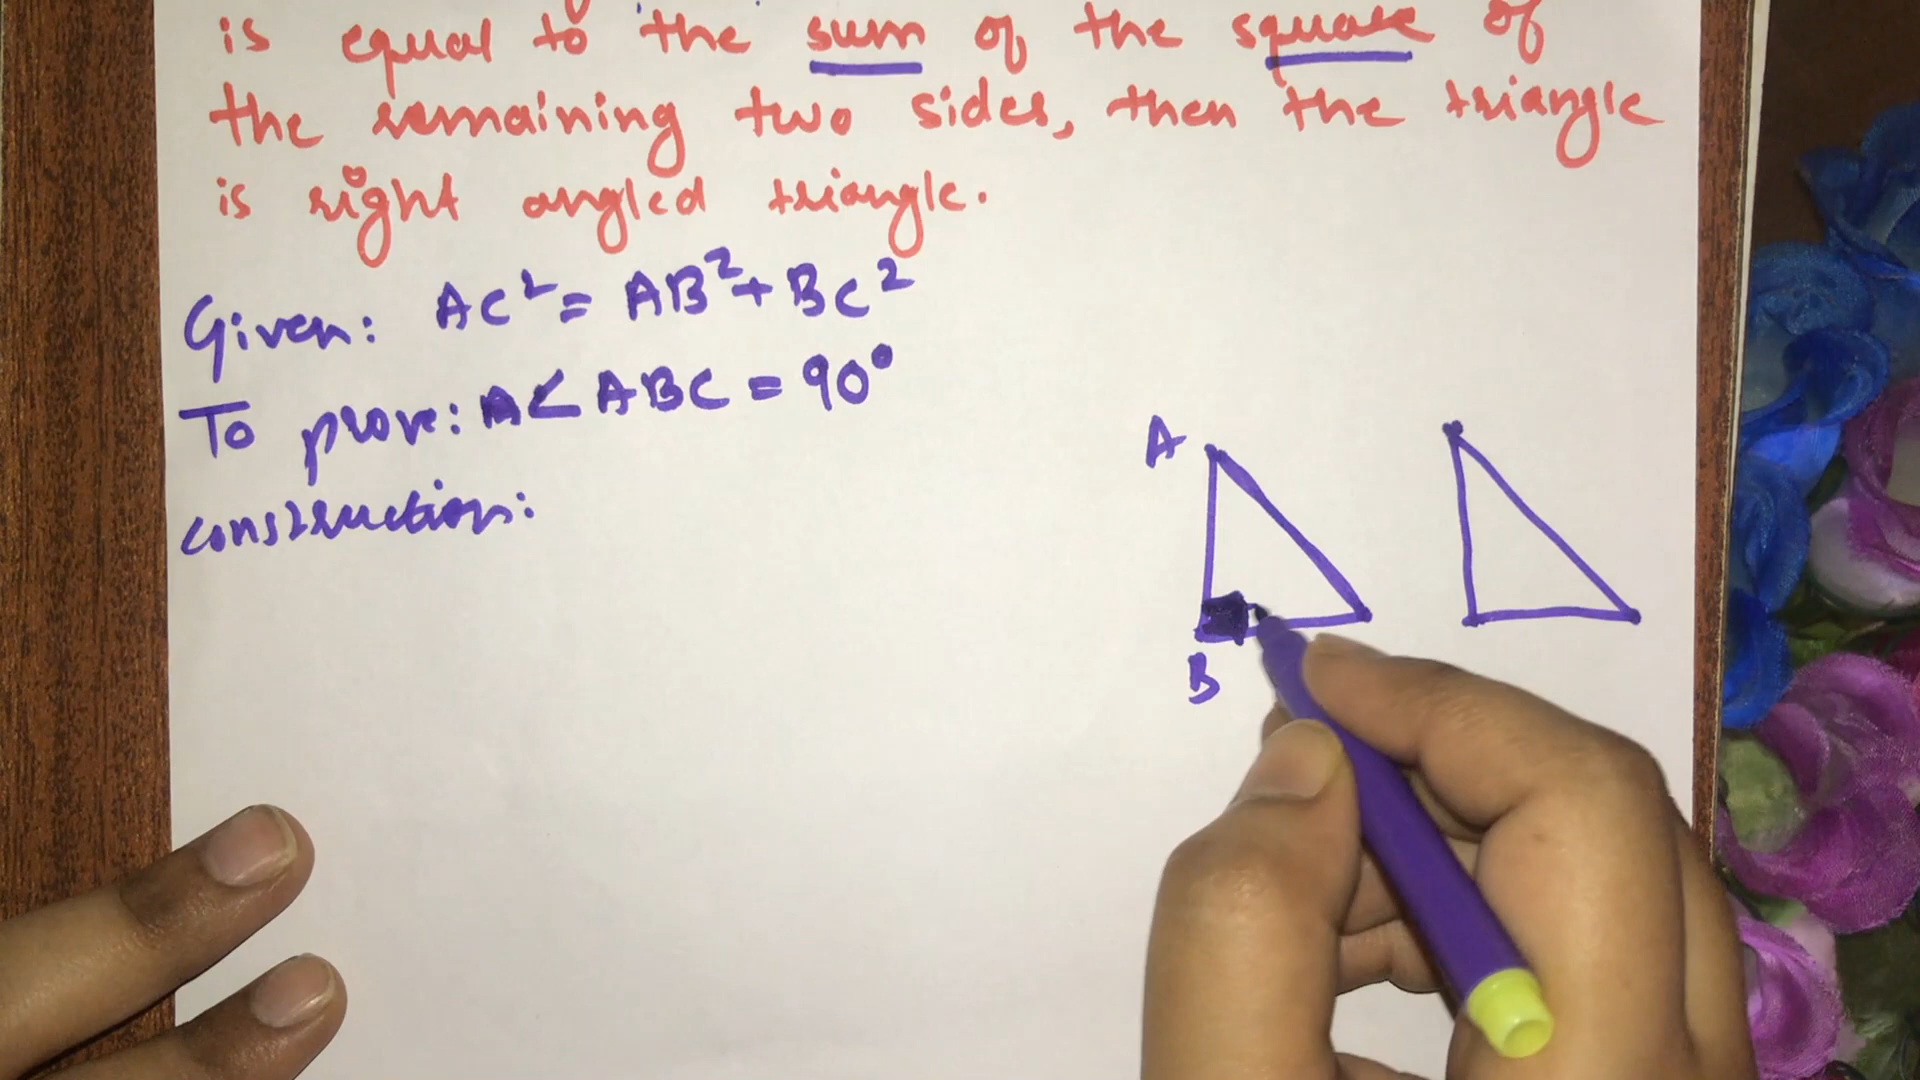 is equal to the sum of the square of
the remaining two sides, then the triangle
is right angled triangle.
Given: AC² = AB² + BC²
To prove: <ABC = 90°
construction:
A
B